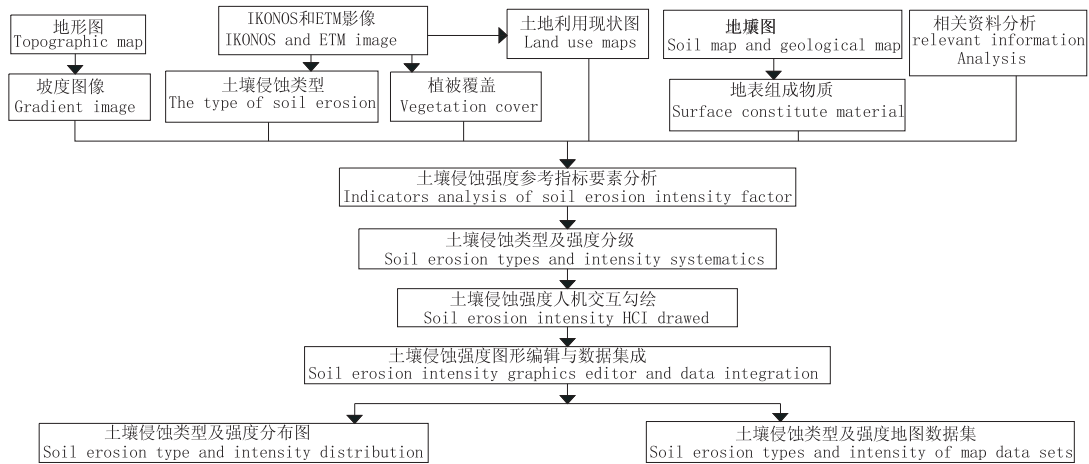 地形图
Topographic map
IKONOS和ETM影像
IKONOS and ETM image
土地利用现状图
Land use maps
Soil map and geological map
相关资料分析
relevant information
Analysis
坡度图像
Gradient image
土壤侵蚀类型
The type of soil erosion
植被覆盖
Vegetation cover
地表组成物质
Surface constitute material
土壤侵蚀强度参考指标要素分析
Indicators analysis of soil erosion intensity factor
土壤侵蚀类型及强度分级
Soil erosion types and intensity systematics
土壤侵蚀强度人机交互勾绘
Soil erosion intensity HCI drawed
土壤侵蚀强度图形编辑与数据集成
Soil erosion intensity graphics editor and data integration
土壤侵蚀类型及强度分布图
Soil erosion type and intensity distribution
土壤侵蚀类型及强度地图数据集
Soil erosion types and intensity of map data sets